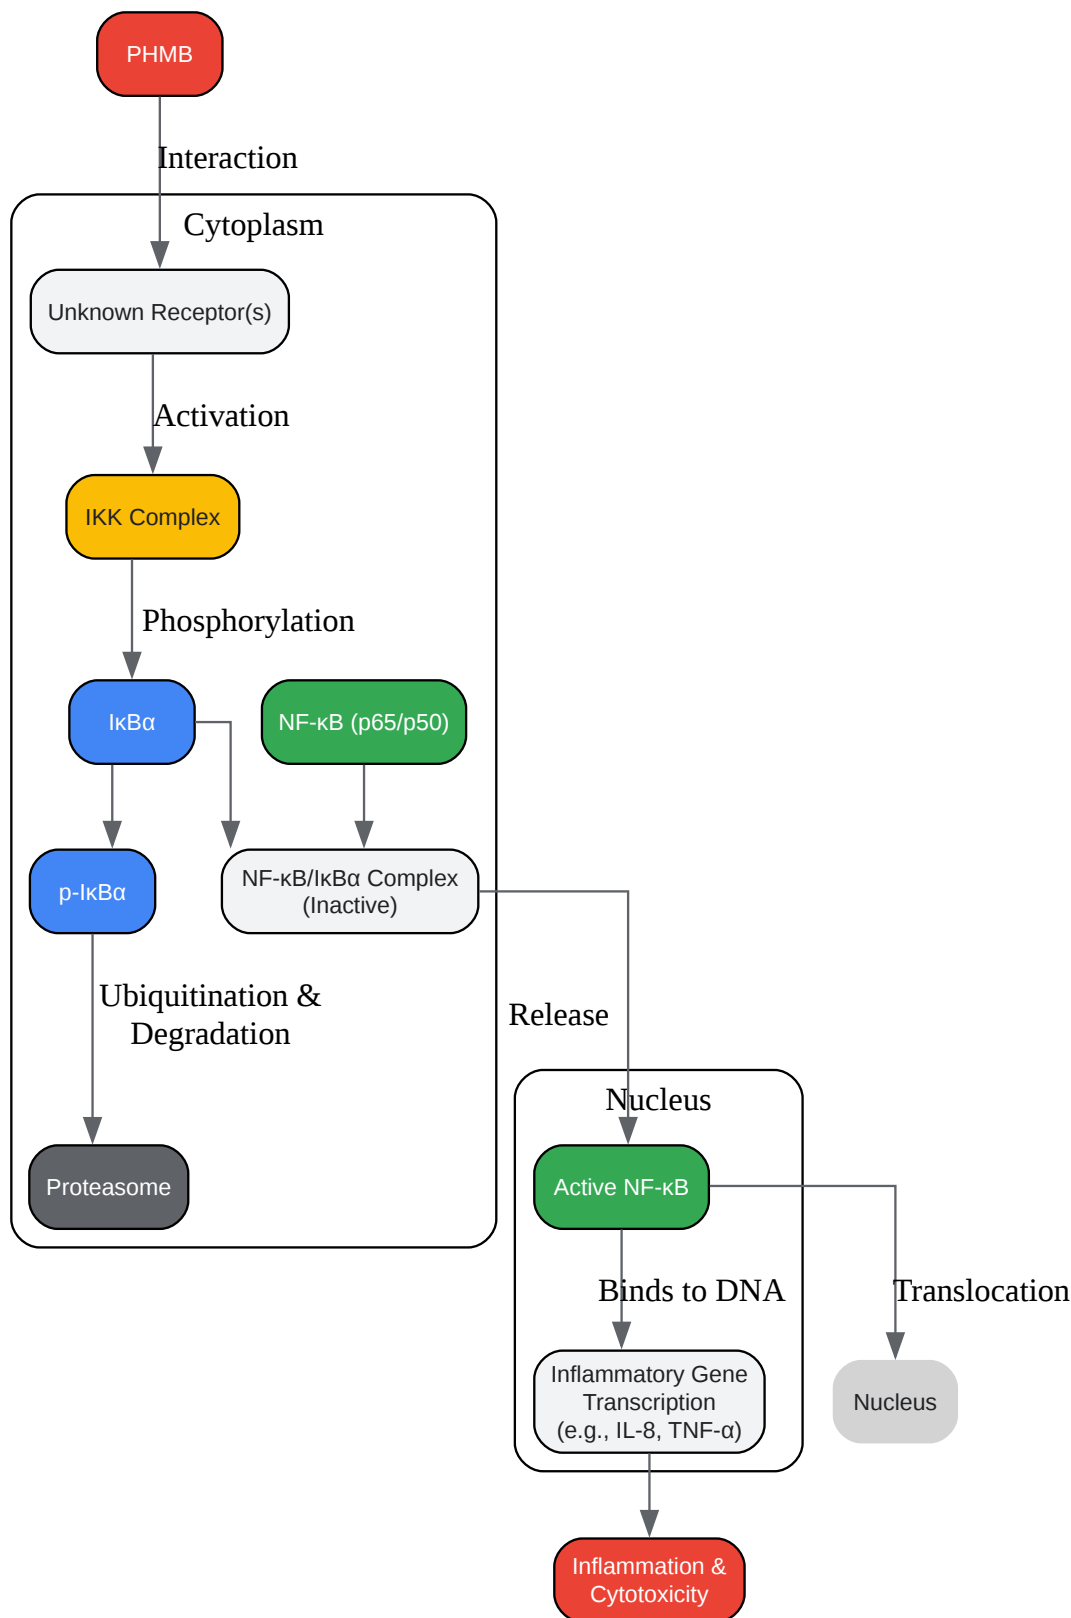 PHMB
Interaction
Cytoplasm
Unknown Receptor(s)
Activation
IKK Complex
Phosphorylation
IκBα
NF-κB (p65/p50)
p-IκBα
NF-κB/IκBα Complex
(Inactive)
Ubiquitination &
Degradation
Release
Nucleus
Proteasome
Active NF-κB
Binds to DNA
Translocation
Inflammatory Gene
Transcription
(e.g., IL-8, TNF-α)
Nucleus
Inflammation &
Cytotoxicity